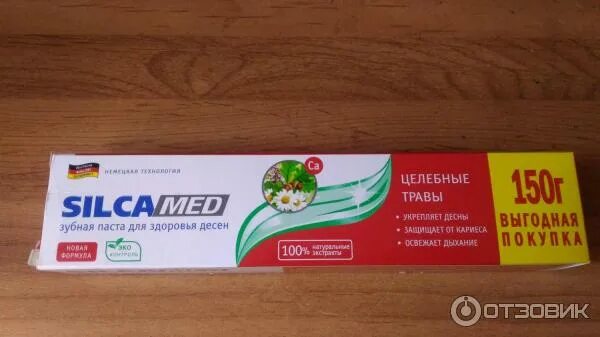 НЕМЕЦКАЯ ТЕХНОЛОГИЯ
SILCAMED
зубная паста для здоровья десен
НОВАЯ
ФОРМУЛА
ЭКО
КОНТРОЛЬ
Ca
100% натуральные
экстракты
ЦЕЛЕБНЫЕ
ТРАВЫ
• УКРЕПЛЯЕТ ДЕСНЫ
• ЗАЩИЩАЕТ ОТ КАРИЕСА
• ОСВЕЖАЕТ ДЫХАНИЕ
150г
ВЫГОДНАЯ
ПОКУПКА
ОТЗОВИК